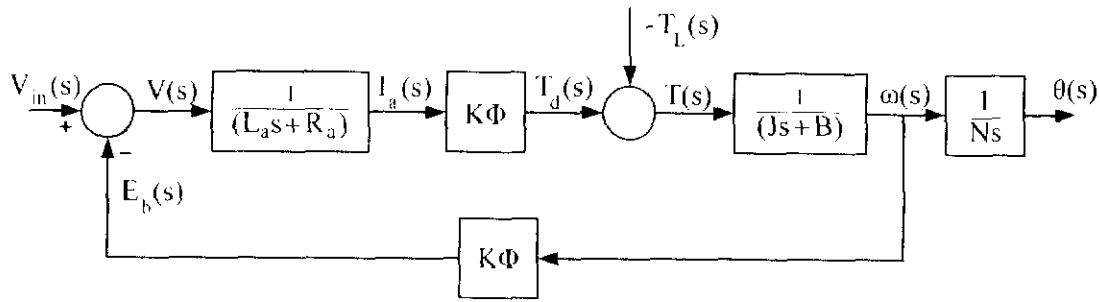 - T_L(s)
V_in(s)
+
V(s)
1
(L_a s+R_a)
I_a(s)
KΦ
T_d(s)
T(s)
1
(Js+B)
ω(s)
1
Ns
θ(s)
−
E_b(s)
KΦ